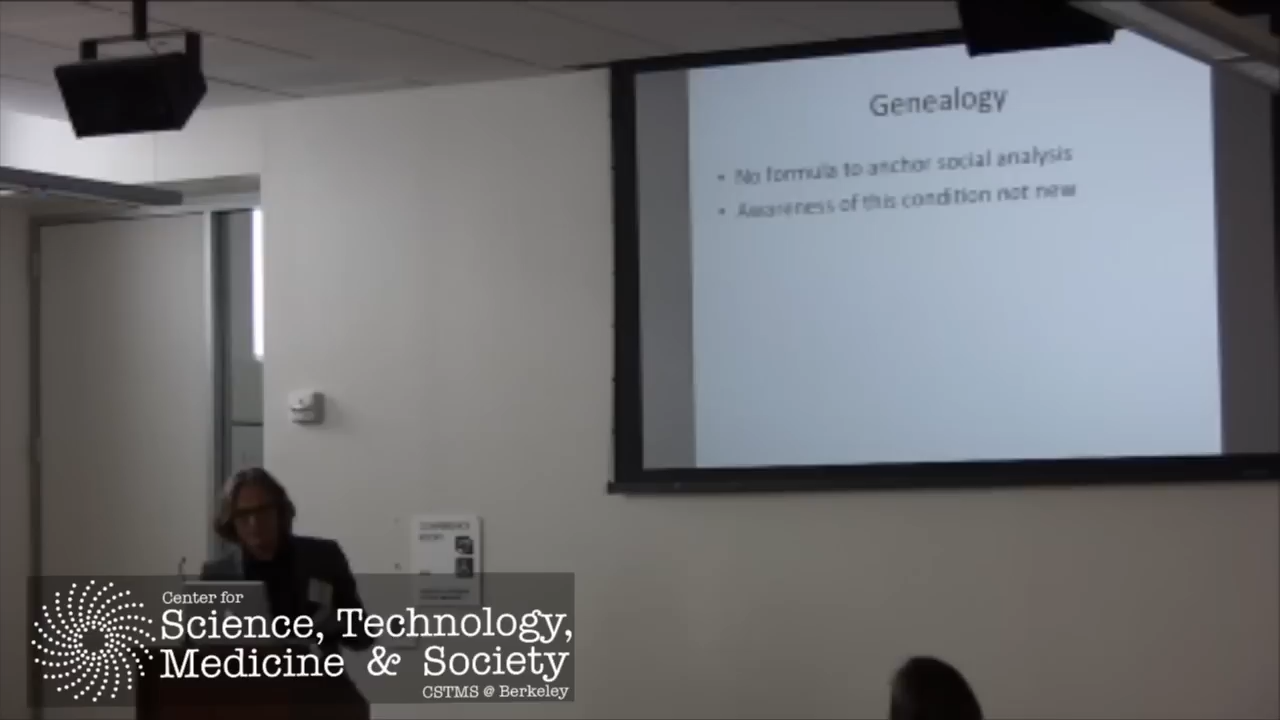 Genealogy
• No formula to anchor social analysis
• Awareness of this condition not new
CONFERENCE
Center for
Science, Technology,
Medicine & Society
CSTMS @ Berkeley